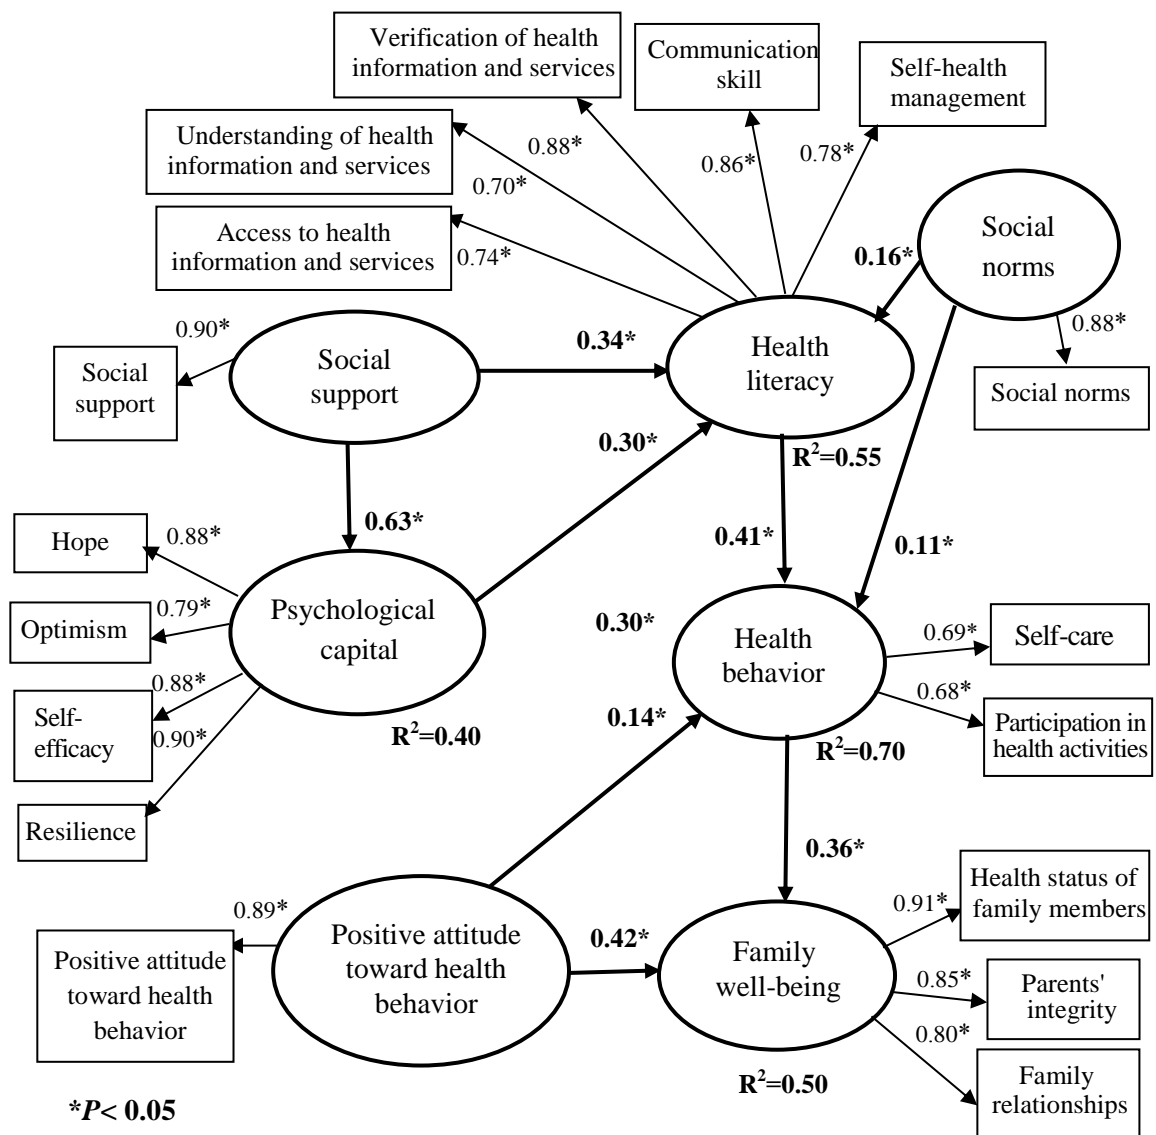 Verification of health
information and services
Communication
skill
Self-health
management
Understanding of health
information and services
0.88*
0.86*
0.78*
0.70*
Access to health
information and services
0.74*
Social
norms
0.16*
0.90*
0.88*
Social
support
Social
support
0.34*
Health
literacy
Social norms
0.30*
R²=0.55
0.63*
Hope
0.88*
0.41*
0.11*
Optimism
0.79*
Psychological
capital
0.30*
Health
behavior
0.69*
Self-care
0.88*
0.68*
Self-
efficacy
0.90*
R²=0.40
0.14*
R²=0.70
Participation in
health activities
Resilience
0.36*
Health status of
family members
0.91*
0.89*
Positive attitude
toward health
behavior
Positive attitude
toward health
behavior
0.42*
Family
well-being
0.85*
Parents'
integrity
0.80*
R²=0.50
Family
relationships
*P< 0.05